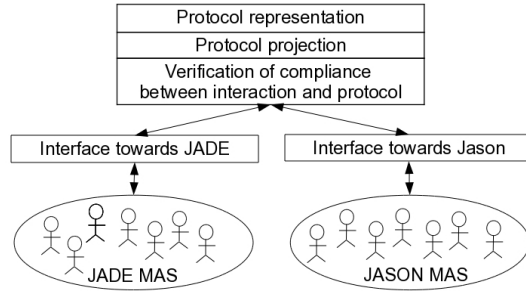 Protocol representation
Protocol projection
Verification of compliance
between interaction and protocol
Interface towards JADE
Interface towards Jason
JADE MAS
JASON MAS